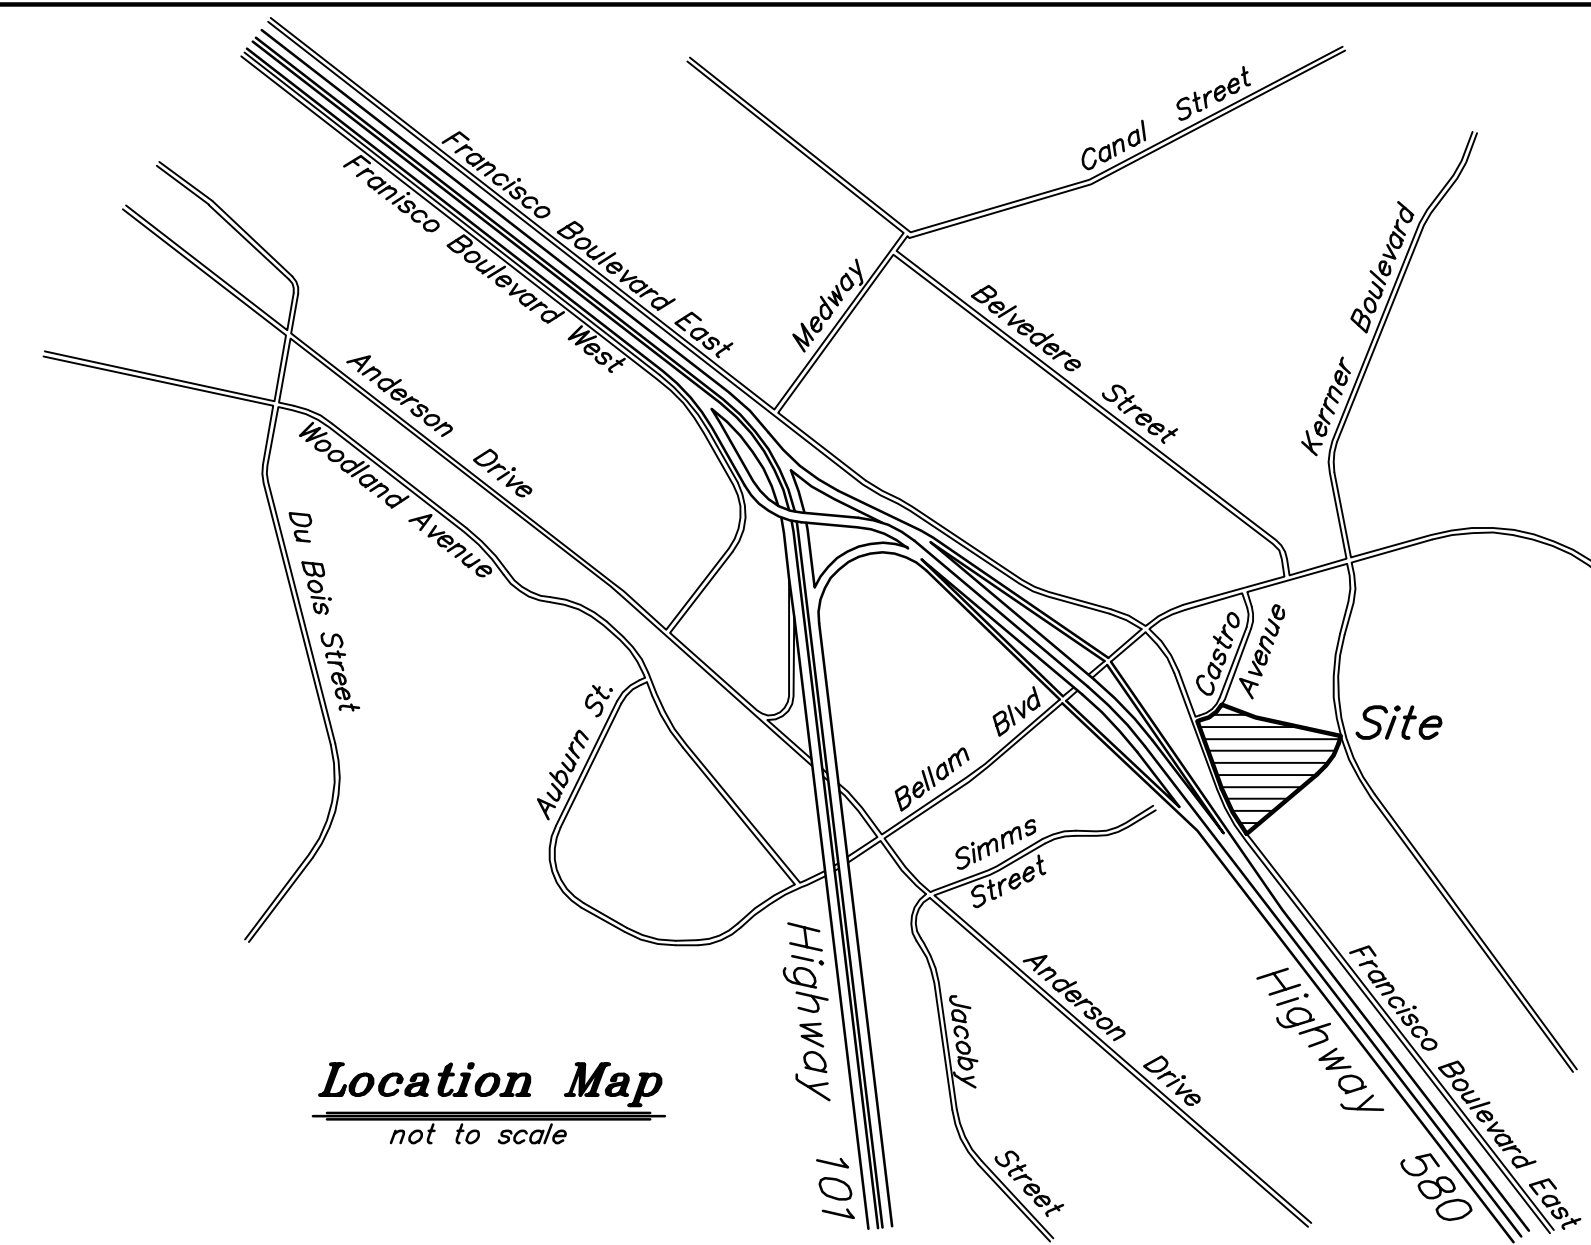 Canal Street
Francisco Boulevard East
Franisco Boulevard West
Medway
Belvedere Street
Kerrner Boulevard
Anderson Drive
Woodland Avenue
Du Bois Street
Castro
Avenue
Auburn St.
Bellam Blvd
Site
Simms
Street
Highway 101
Jacoby Street
Anderson Drive
Highway 580
Francisco Boulevard East
Location Map
not to scale